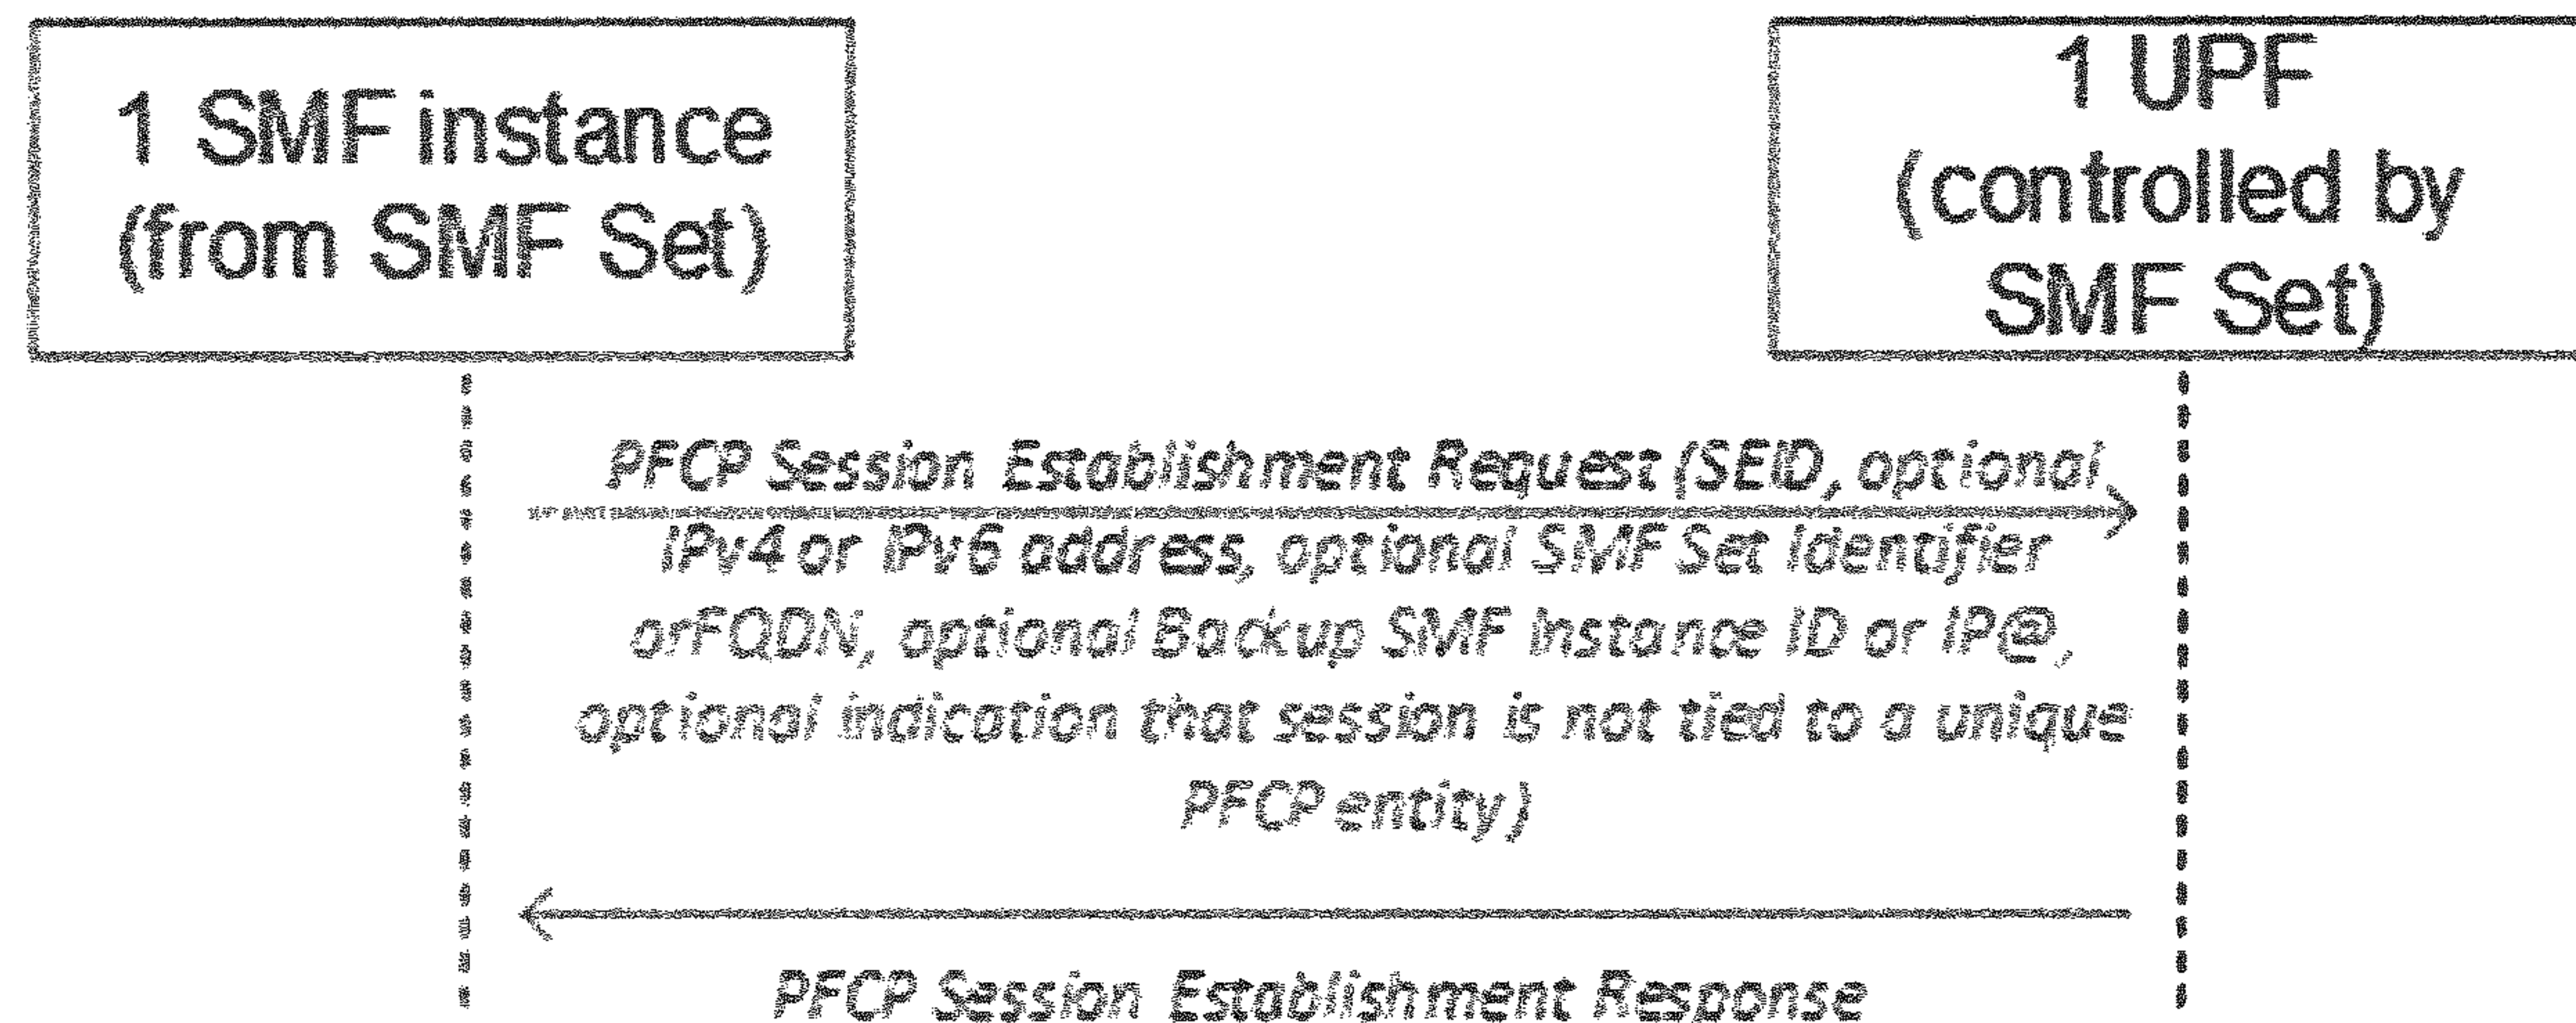 1 SMF instance
(from SMF Set)
1 UPF
(controlled by
SMF Set)
PFCP Session Establishment Request (SEID, optional
IPv4 or IPv6 address, optional SMF Set Identifier
orFQDN, optional Backup SMF Instance ID or IP@,
optional indication that session is not tied to a unique
PFCP entity)
PFCP Session Establishment Response